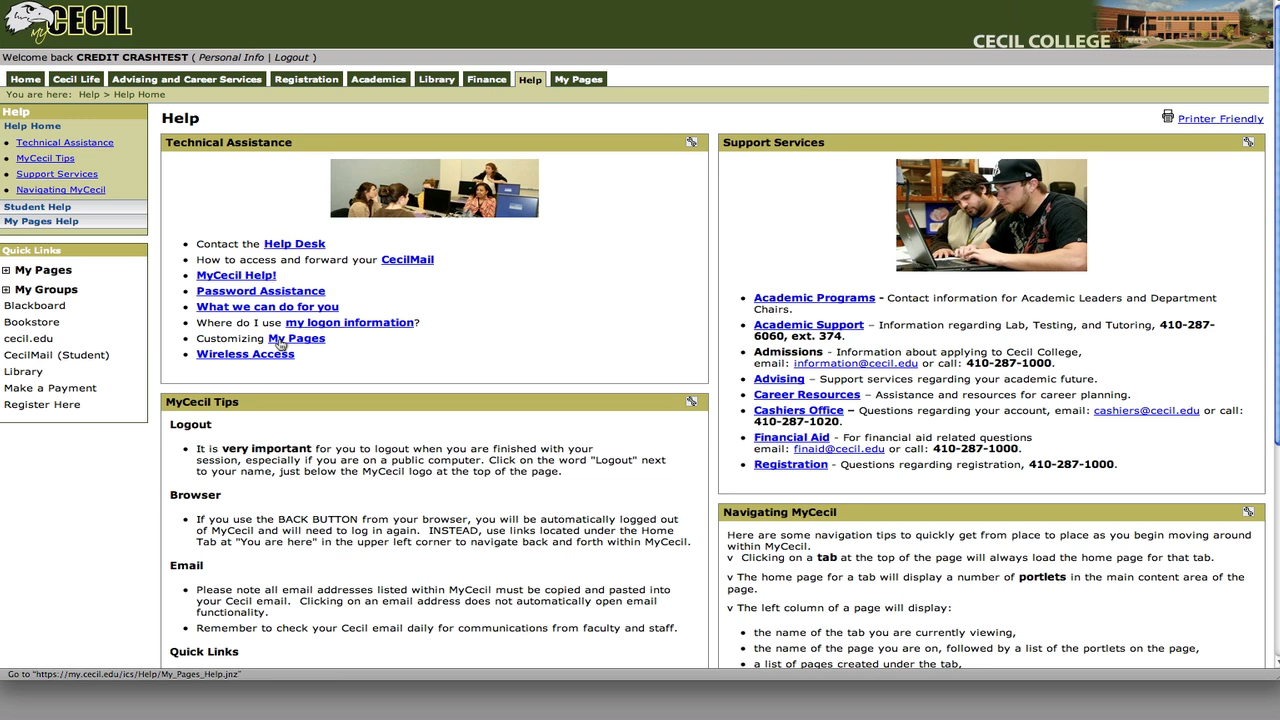 my CECIL
CECIL COLLEGE
Welcome back CREDIT CRASHTEST ( Personal Info | Logout )
Home Cecil Life Advising and Career Services Registration Academics Library Finance Help My Pages
You are here: Help > Help Home
Help
Help Home
• Technical Assistance
• MyCecil Tips
• Support Services
• Navigating MyCecil
Student Help
My Pages Help
Quick Links
My Pages
My Groups
Blackboard
Bookstore
cecil.edu
CecilMail (Student)
Library
Make a Payment
Register Here
Help
Printer Friendly
Technical Assistance
• Contact the Help Desk
• How to access and forward your CecilMail
• MyCecil Help!
• Password Assistance
• What we can do for you
• Where do I use my logon information?
• Customizing My Pages
• Wireless Access
MyCecil Tips
Logout
• It is very important for you to logout when you are finished with your
session, especially if you are on a public computer. Click on the word "Logout" next
to your name, just below the MyCecil logo at the top of the page.
Browser
• If you use the BACK BUTTON from your browser, you will be automatically logged out
of MyCecil and will need to log in again. INSTEAD, use links located under the Home
Tab at "You are here" in the upper left corner to navigate back and forth within MyCecil.
Email
• Please note all email addresses listed within MyCecil must be copied and pasted into
your Cecil email. Clicking on an email address does not automatically open email
functionality.
• Remember to check your Cecil email daily for communications from faculty and staff.
Quick Links
Support Services
• Academic Programs - Contact information for Academic Leaders and Department
Chairs.
• Academic Support – Information regarding Lab, Testing, and Tutoring, 410-287-
6060, ext. 374.
• Admissions - Information about applying to Cecil College,
email: information@cecil.edu or call: 410-287-1000.
• Advising – Support services regarding your academic future.
• Career Resources – Assistance and resources for career planning.
• Cashiers Office – Questions regarding your account, email: cashiers@cecil.edu or call:
410-287-1020.
• Financial Aid - For financial aid related questions
email: finaid@cecil.edu or call: 410-287-1000.
• Registration - Questions regarding registration, 410-287-1000.
Navigating MyCecil
Here are some navigation tips to quickly get from place to place as you begin moving around
within MyCecil.
v Clicking on a tab at the top of the page will always load the home page for that tab.
v The home page for a tab will display a number of portlets in the main content area of the
page.
v The left column of a page will display:
• the name of the tab you are currently viewing,
• the name of the page you are on, followed by a list of the portlets on the page,
• a list of pages created under the tab,
Go to "https://my.cecil.edu/ics/Help/My_Pages_Help.jnz"